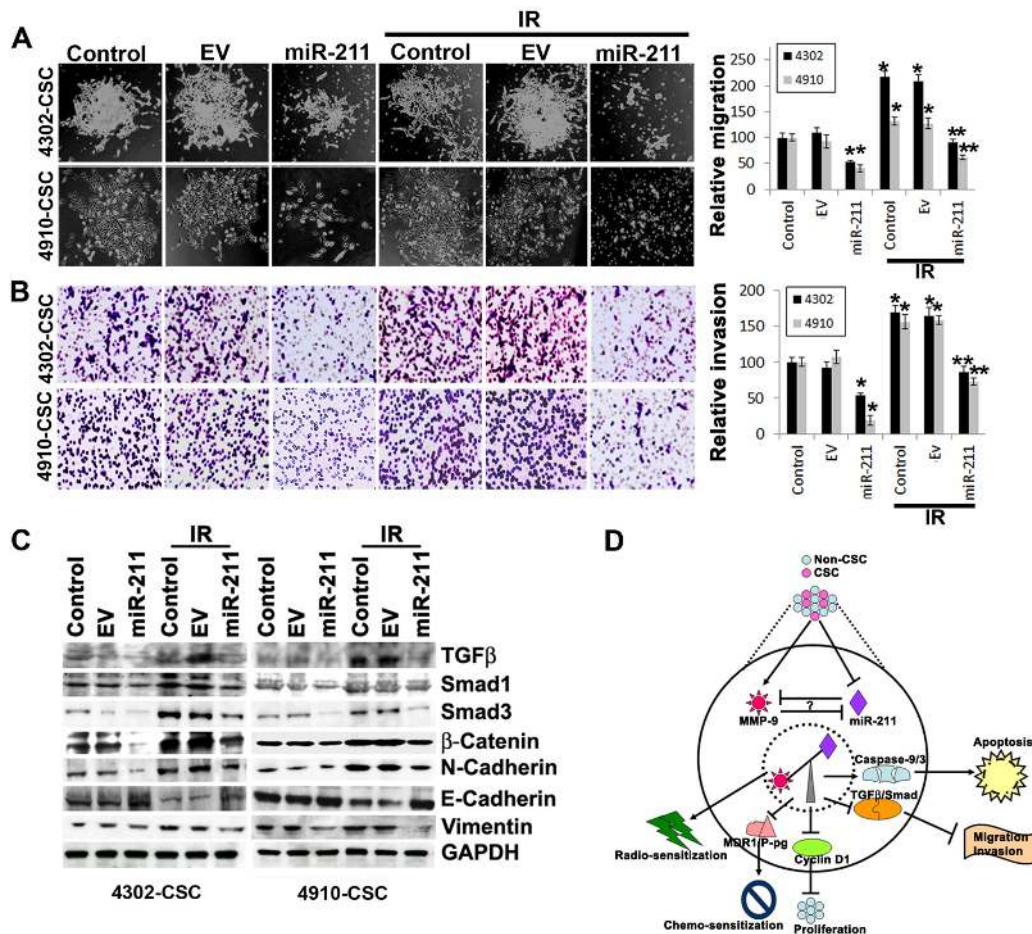 A
IR
Control EV miR-211 Control EV miR-211
4302-CSC
4910-CSC
Relative migration
250
200
150
100
50
0
4302
4910
* * * *
** ** **
Control EV miR-211 Control Ev miR-211
IR
B
4302-CSC
4910-CSC
Relative invasion
200
150
100
50
0
4302
4910
* * * *
* * ** **
Control EV miR-211 Control EV miR-211
IR
C
IR IR
Control EV miR-211 Control EV miR-211 Control EV miR-211 Control EV miR-211
TGFβ
Smad1
Smad3
β-Catenin
N-Cadherin
E-Cadherin
Vimentin
GAPDH
4302-CSC 4910-CSC
D
Non-CSC
CSC
?
MMP-9 miR-211
Caspase-9/3
Apoptosis
TGFβ/Smad
MDR1/P-pg
Cyclin D1
Radio-sensitization
Migration
Invasion
Chemo-sensitization
Proliferation